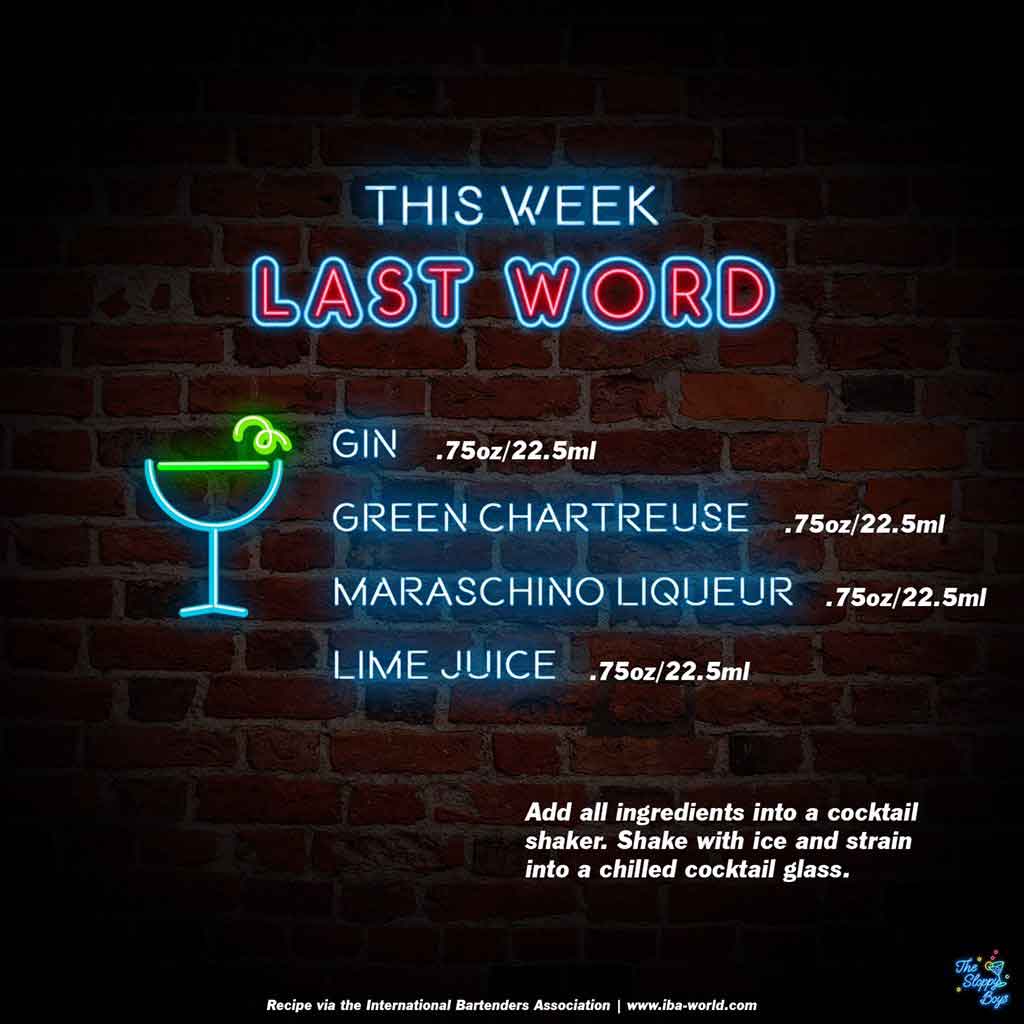 THIS WEEK
LAST WORD
GIN .75oz/22.5ml
GREEN CHARTREUSE .75oz/22.5ml
MARASCHINO LIQUEUR .75oz/22.5ml
LIME JUICE .75oz/22.5ml
Add all ingredients into a cocktail
shaker. Shake with ice and strain
into a chilled cocktail glass.
The
Sloppy
Boys
Recipe via the International Bartenders Association | www.iba-world.com